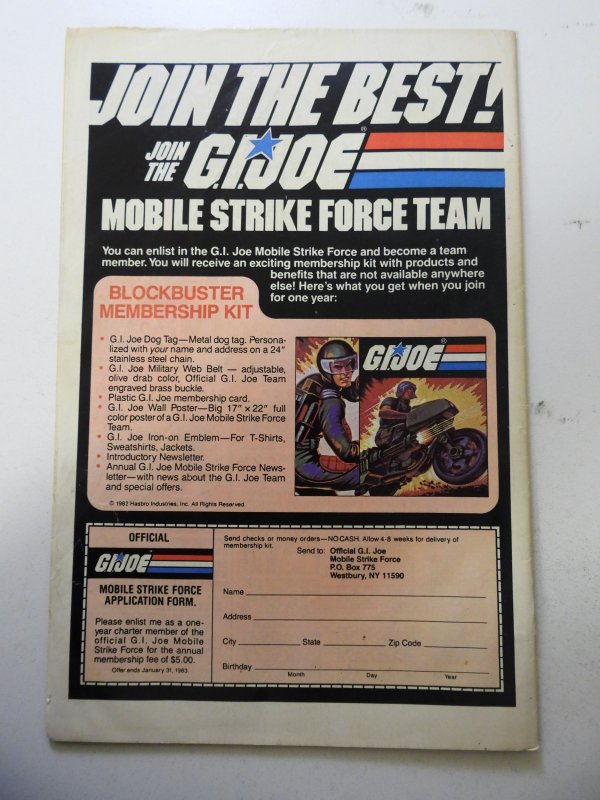 JOIN THE BEST!
JOIN
THE
G.I. JOE®
MOBILE STRIKE FORCE TEAM
You can enlist in the G.I. Joe Mobile Strike Force and become a team
member. You will receive an exciting membership kit with products and
benefits that are not available anywhere
else! Here's what you get when you join
for one year:
BLOCKBUSTER
MEMBERSHIP KIT
• G.I. Joe Dog Tag—Metal dog tag. Persona-
lized with your name and address on a 24"
stainless steel chain.
• G.I. Joe Military Web Belt — adjustable,
olive drab color, Official G.I. Joe Team
engraved brass buckle.
• Plastic G.I. Joe membership card.
• G.I. Joe Wall Poster—Big 17" x 22" full
color poster of a G.I. Joe Mobile Strike Force
Team.
• G.I. Joe Iron-on Emblem—For T-Shirts,
Sweatshirts, Jackets.
• Introductory Newsletter.
• Annual G.I. Joe Mobile Strike Force News-
letter—with news about the G.I. Joe Team
and special offers.
G.I. JOE®
© 1982 Hasbro Industries, Inc. All Rights Reserved.
OFFICIAL
G.I. JOE
MOBILE STRIKE FORCE
APPLICATION FORM.
Please enlist me as a one-
year charter member of the
official G.I. Joe Mobile
Strike Force for the annual
membership fee of $5.00.
Offer ends January 31, 1983.
Send checks or money orders—NO CASH. Allow 4-8 weeks for delivery of
membership kit.
Send to: Official G.I. Joe
Mobile Strike Force
P.O. Box 775
Westbury, NY 11590
Name
Address
City State Zip Code
Birthday
Month Day Year